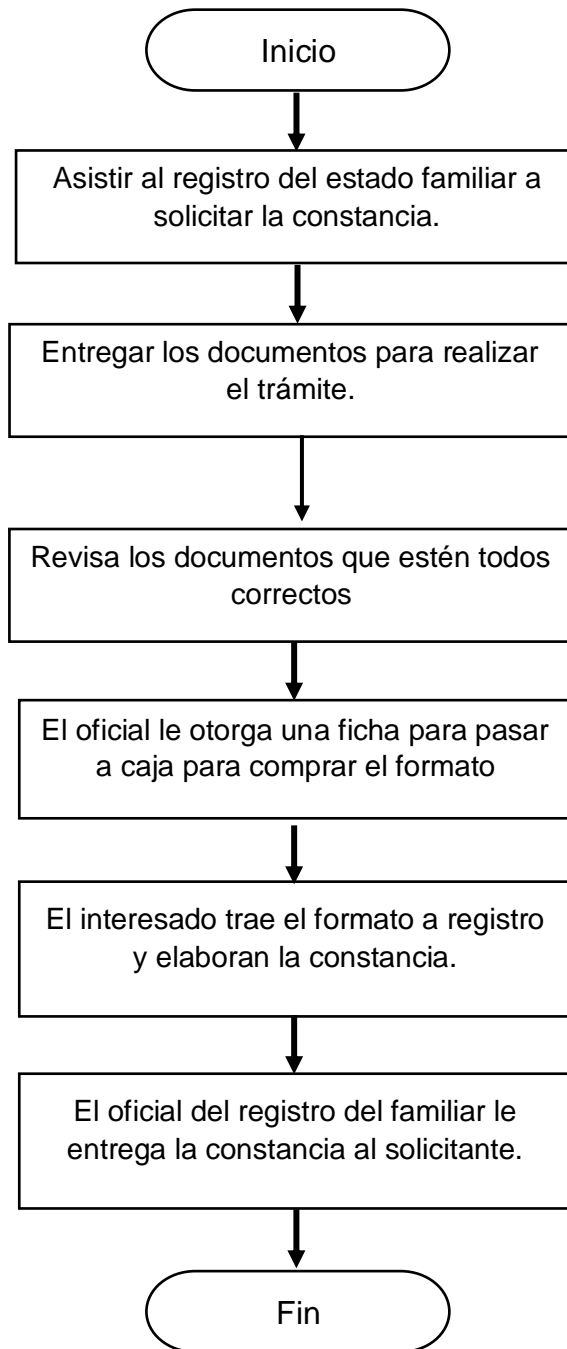 Inicio
Asistir al registro del estado familiar a
solicitar la constancia.
Entregar los documentos para realizar
el trámite.
Revisa los documentos que estén todos
correctos
El oficial le otorga una ficha para pasar
a caja para comprar el formato
El interesado trae el formato a registro
y elaboran la constancia.
El oficial del registro del familiar le
entrega la constancia al solicitante.
Fin